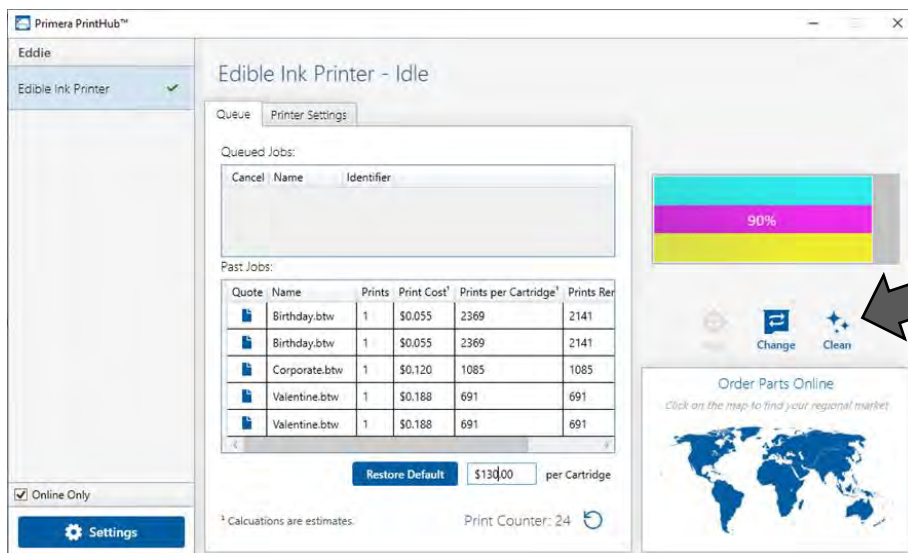 Primera PrintHub™
Eddie
Edible Ink Printer
Online Only
Settings
Edible Ink Printer - Idle
Queue Printer Settings
Queued Jobs:
Cancel Name Identifier
Past Jobs:
Quote Name Prints Print Cost¹ Prints per Cartridge¹ Prints Rer
Birthday.btw 1 $0.055 2369 2141
Birthday.btw 1 $0.055 2369 2141
Corporate.btw 1 $0.120 1085 1085
Valentine.btw 1 $0.188 691 691
Valentine.btw 1 $0.188 691 691
Restore Default $130.00 per Cartridge
¹ Calcuations are estimates. Print Counter: 24
90%
Change Clean
Order Parts Online
Click on the map to find your regional market